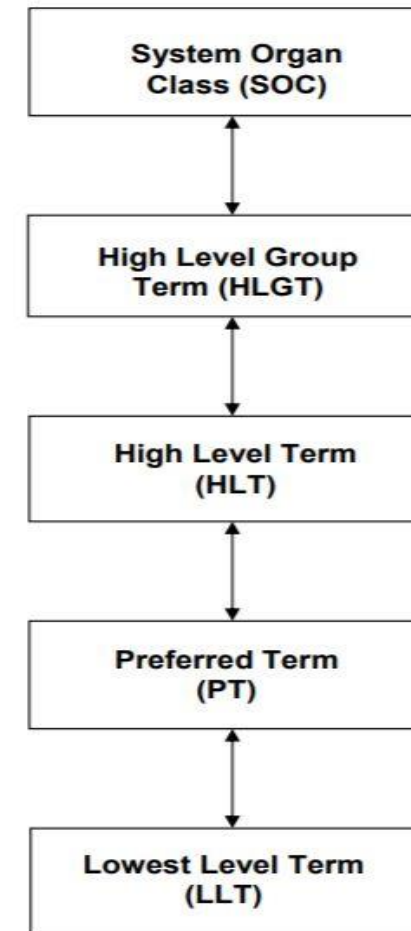 System Organ
Class (SOC)
High Level Group
Term (HLGT)
High Level Term
(HLT)
Preferred Term
(PT)
Lowest Level Term
(LLT)